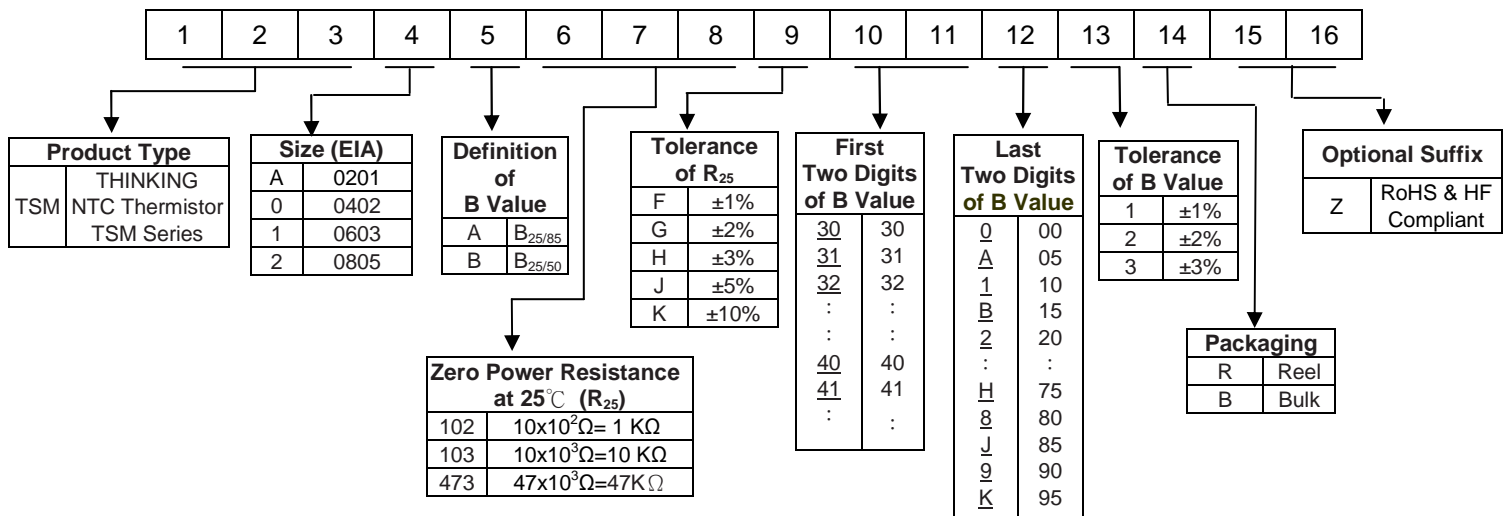 1 2 3 4 5 6 7 8 9 10 11 12 13 14 15 16
Product Type
TSM
THINKING
NTC Thermistor
TSM Series
Size (EIA)
A 0201
0 0402
1 0603
2 0805
Definition
of
B Value
A B25/85
B B25/50
Zero Power Resistance
at 25℃ (R25)
102 10x10²Ω= 1 KΩ
103 10x10³Ω=10 KΩ
473 47x10³Ω=47KΩ
Tolerance
of R25
F ±1%
G ±2%
H ±3%
J ±5%
K ±10%
First
Two Digits
of B Value
30 30
31 31
32 32
: :
: :
40 40
41 41
: :
Last
Two Digits
of B Value
0 00
A 05
1 10
B 15
2 20
: :
H 75
8 80
J 85
9 90
K 95
Tolerance
of B Value
1 ±1%
2 ±2%
3 ±3%
Packaging
R Reel
B Bulk
Optional Suffix
Z
RoHS & HF
Compliant